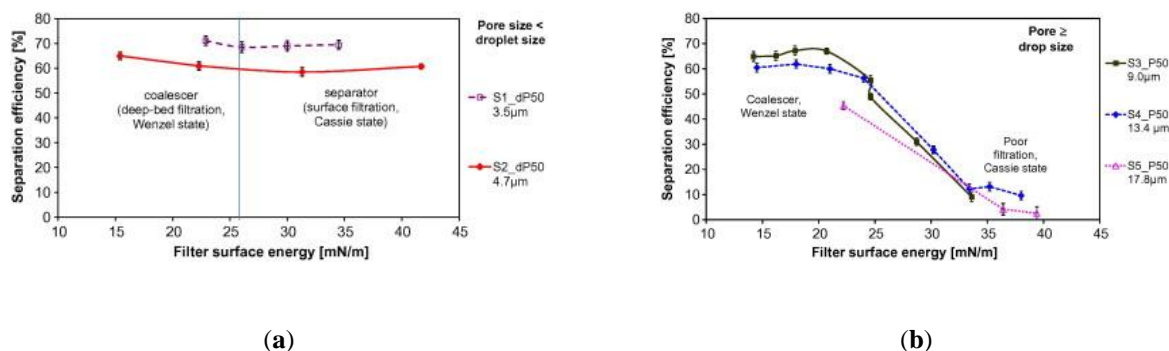 80
70
60
50
40
30
20
10
0
Separation efficiency [%]
Pore size <
droplet size
coalescer
(deep-bed filtration,
Wenzel state)
separator
(surface filtration,
Cassie state)
10 15 20 25 30 35 40 45
Filter surface energy [mN/m]
S1_dP50
3.5μm
S2_dP50
4.7μm
(a)
80
70
60
50
40
30
20
10
0
Separation efficiency [%]
Pore ≥
drop size
Coalescer,
Wenzel state
Poor
filtration,
Cassie state
10 15 20 25 30 35 40 45
Filter surface energy [mN/m]
S3_P50
9.0μm
S4_P50
13.4 μm
S5_P50
17.8μm
(b)